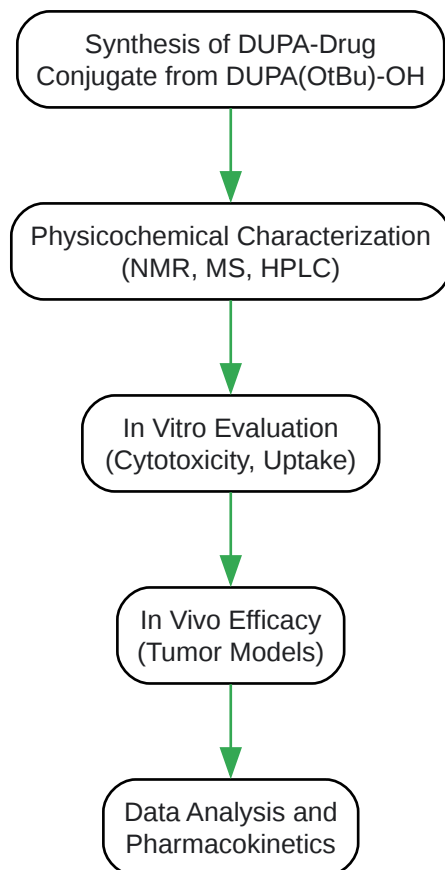 Synthesis of DUPA-Drug
Conjugate from DUPA(OtBu)-OH
Physicochemical Characterization
(NMR, MS, HPLC)
In Vitro Evaluation
(Cytotoxicity, Uptake)
In Vivo Efficacy
(Tumor Models)
Data Analysis and
Pharmacokinetics